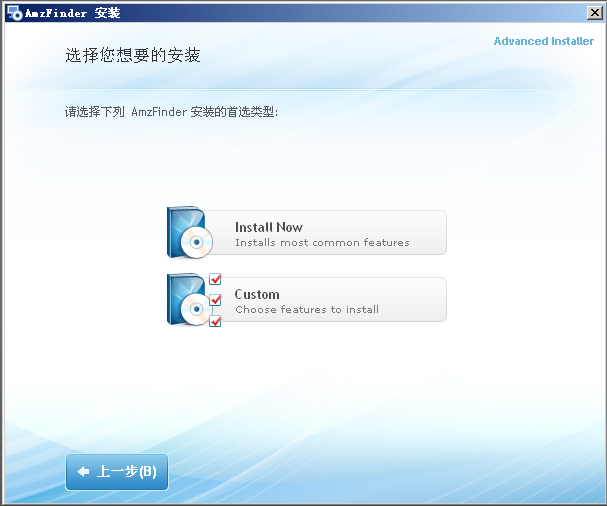 AmzFinder 安装
Advanced Installer
选择您想要的安装
请选择下列 AmzFinder 安装的首选类型:
Install Now
Installs most common features
Custom
Choose features to install
上一步(B)